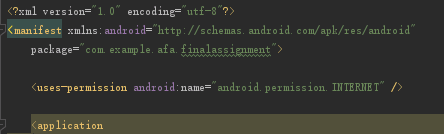 <?xml version="1.0" encoding="utf-8"?>
<manifest xmlns:android="http://schemas.android.com/apk/res/android"
package="com.example.afa.finalassignment">
<uses-permission android:name="android.permission.INTERNET" />
<application